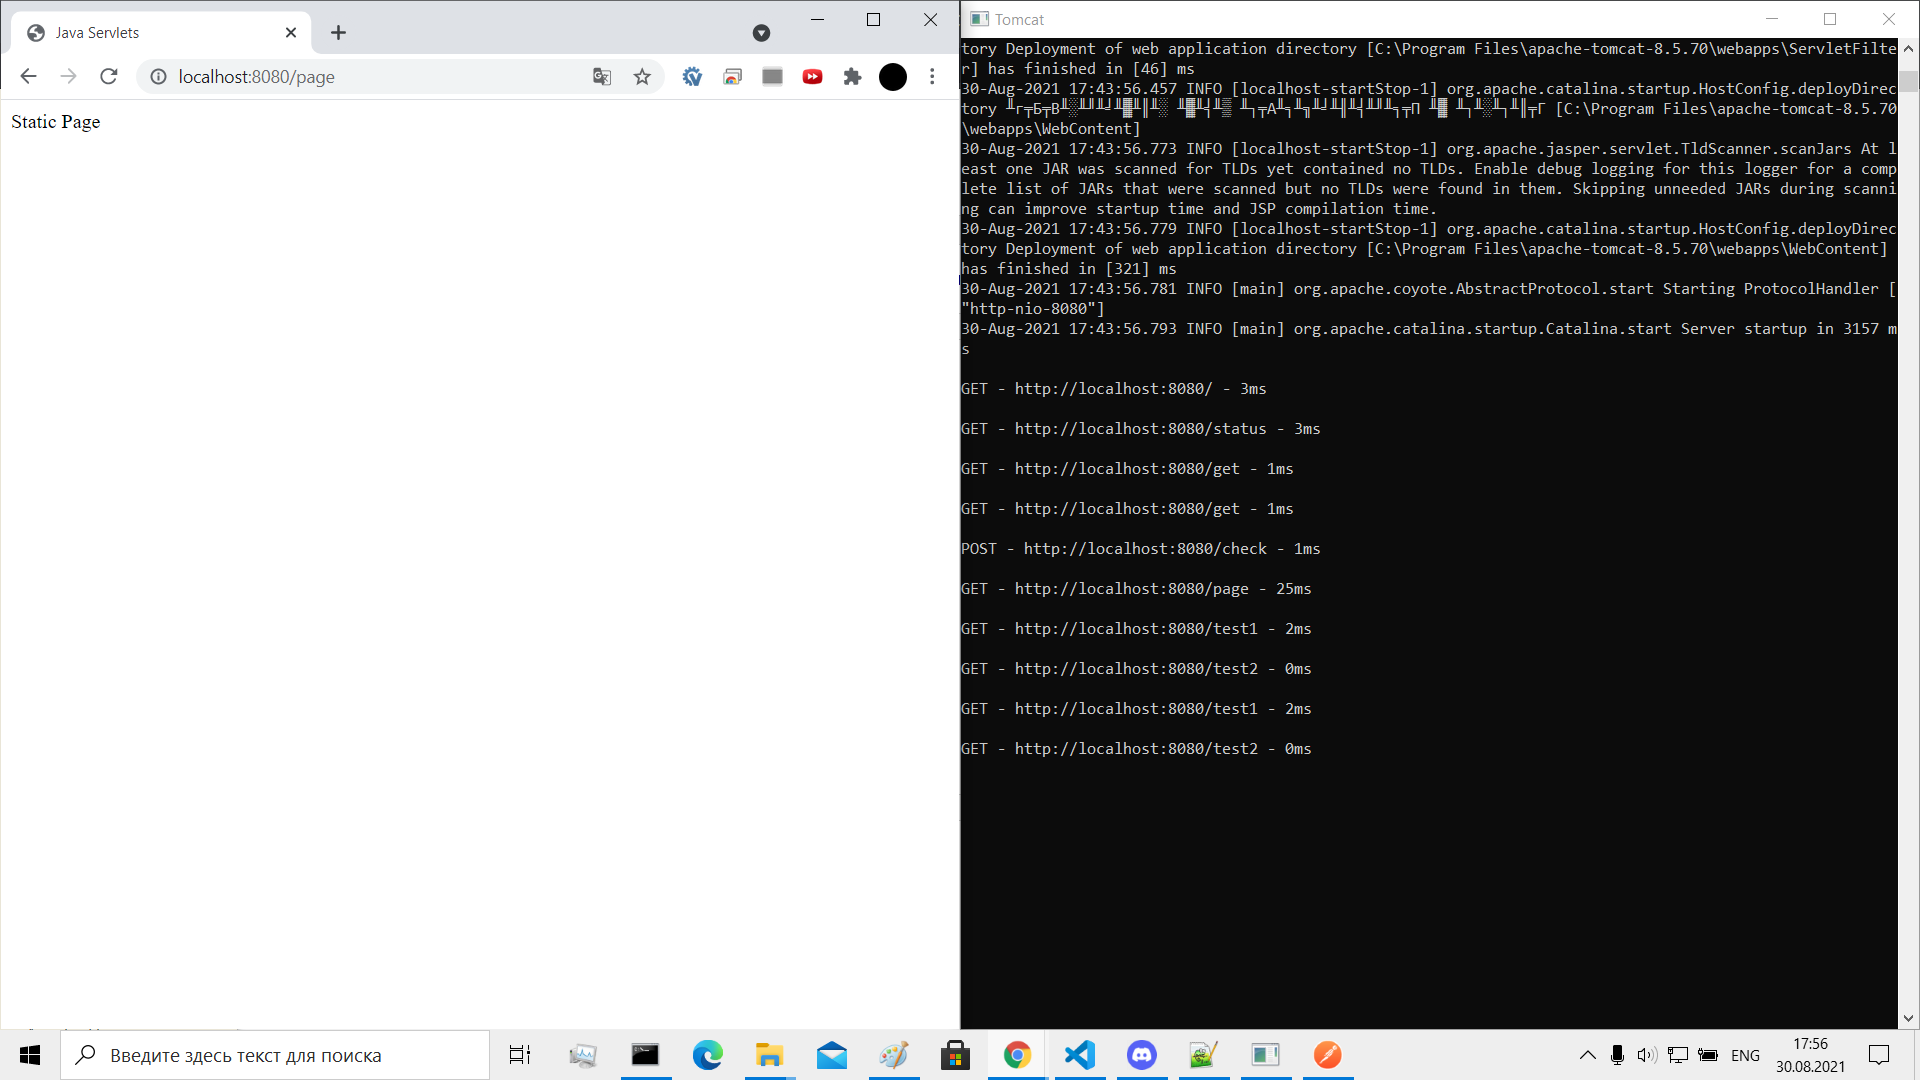 Java Servlets
localhost:8080/page
Static Page
Tomcat
tory Deployment of web application directory [C:\Program Files\apache-tomcat-8.5.70\webapps\ServletFilte
r] has finished in [46] ms
30-Aug-2021 17:43:56.457 INFO [localhost-startStop-1] org.apache.catalina.startup.HostConfig.deployDirec
tory [C:\Program Files\apache-tomcat-8.5.70
\webapps\WebContent]
30-Aug-2021 17:43:56.773 INFO [localhost-startStop-1] org.apache.jasper.servlet.TldScanner.scanJars At l
east one JAR was scanned for TLDs yet contained no TLDs. Enable debug logging for this logger for a comp
lete list of JARs that were scanned but no TLDs were found in them. Skipping unneeded JARs during scanni
ng can improve startup time and JSP compilation time.
30-Aug-2021 17:43:56.779 INFO [localhost-startStop-1] org.apache.catalina.startup.HostConfig.deployDirec
tory Deployment of web application directory [C:\Program Files\apache-tomcat-8.5.70\webapps\WebContent]
has finished in [321] ms
30-Aug-2021 17:43:56.781 INFO [main] org.apache.coyote.AbstractProtocol.start Starting ProtocolHandler [
"http-nio-8080"]
30-Aug-2021 17:43:56.793 INFO [main] org.apache.catalina.startup.Catalina.start Server startup in 3157 m
s
GET - http://localhost:8080/ - 3ms
GET - http://localhost:8080/status - 3ms
GET - http://localhost:8080/get - 1ms
GET - http://localhost:8080/get - 1ms
POST - http://localhost:8080/check - 1ms
GET - http://localhost:8080/page - 25ms
GET - http://localhost:8080/test1 - 2ms
GET - http://localhost:8080/test2 - 0ms
GET - http://localhost:8080/test1 - 2ms
GET - http://localhost:8080/test2 - 0ms
Введите здесь текст для поиска
ENG
17:56
30.08.2021